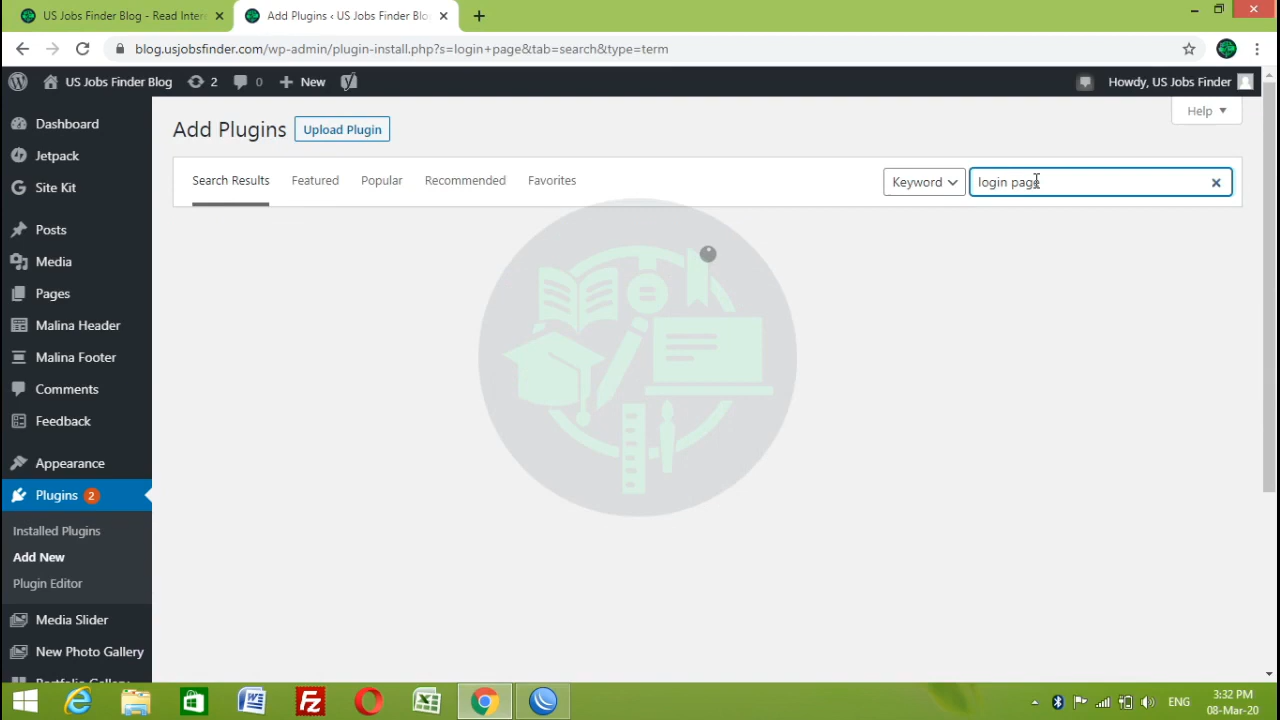 US Jobs Finder Blog - Read Inter
Add Plugins ‹ US Jobs Finder Blo
blog.usjobsfinder.com/wp-admin/plugin-install.php?s=login+page&tab=search&type=term
US Jobs Finder Blog
2
0
New
Howdy, US Jobs Finder
Help
Add Plugins
Upload Plugin
Search Results
Featured
Popular
Recommended
Favorites
Keyword
login page
Dashboard
Jetpack
Site Kit
Posts
Media
Pages
Malina Header
Malina Footer
Comments
Feedback
Appearance
Plugins 2
Installed Plugins
Add New
Plugin Editor
Media Slider
New Photo Gallery
Portfolio Gallery
ENG
3:32 PM
08-Mar-20